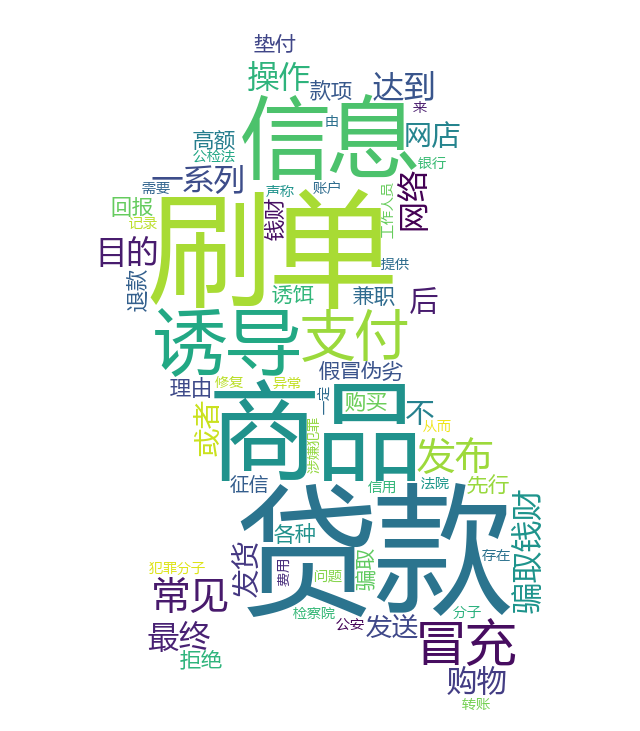 垫付
操作
款项
达到
来
信息
由
网店
高额
公检法
银行
一系列
需要
声称
账户
网络
工作人员
回报
记录
钱财
刷单
目的
提供
退款
诱饵
兼职
后
诱导
支付
假冒伪劣
理由
修复
异常
一定
购买
不
或者
商品
从而
涉嫌犯罪
发布
征信
信用
法院
先行
贷款
骗取钱财
各种
发货
费用
骗取
存在
犯罪分子
问题
常见
检察院
公安
发送
分子
冒充
最终
拒绝
购物
转账